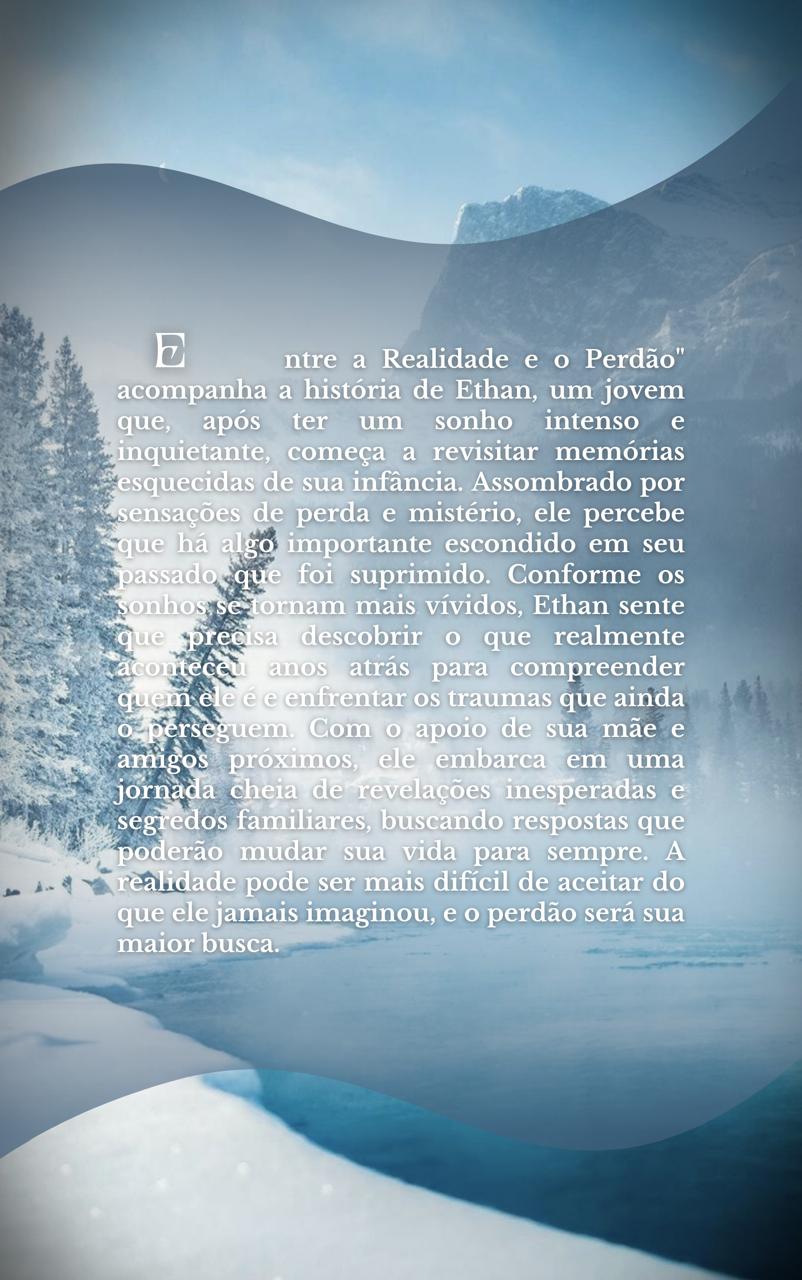 Entre a Realidade e o Perdão"
acompanha a história de Ethan, um jovem
que, após ter um sonho intenso e
inquietante, começa a revisitar memórias
esquecidas de sua infância. Assombrado por
sensações de perda e mistério, ele percebe
que há algo importante escondido em seu
passado que foi suprimido. Conforme os
sonhos se tornam mais vívidos, Ethan sente
que precisa descobrir o que realmente
aconteceu anos atrás para compreender
quem ele é e enfrentar os traumas que ainda
o perseguem. Com o apoio de sua mãe e
amigos próximos, ele embarca em uma
jornada cheia de revelações inesperadas e
segredos familiares, buscando respostas que
poderão mudar sua vida para sempre. A
realidade pode ser mais difícil de aceitar do
que ele jamais imaginou, e o perdão será sua
maior busca.